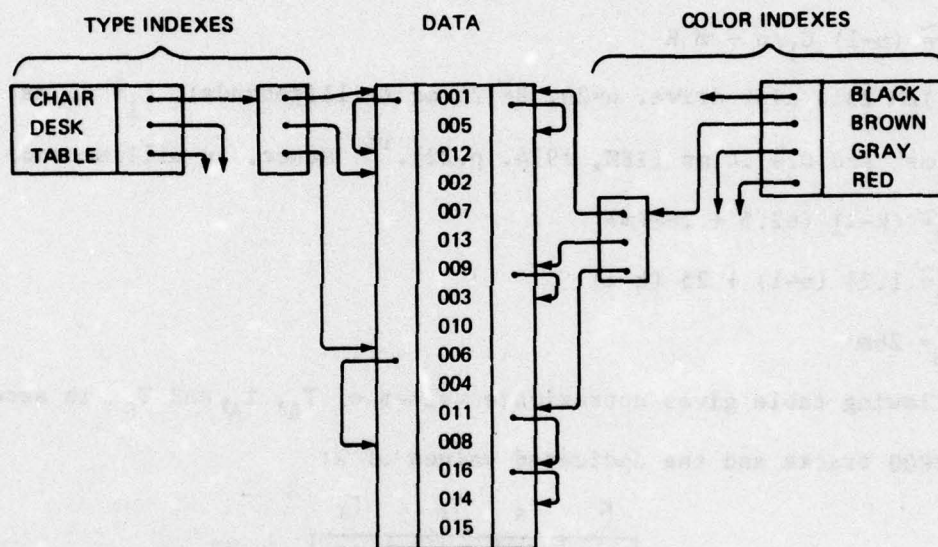 TYPE INDEXES
DATA
COLOR INDEXES
CHAIR
DESK
TABLE
001
005
012
002
007
013
009
003
010
006
004
011
008
016
014
015
BLACK
BROWN
GRAY
RED